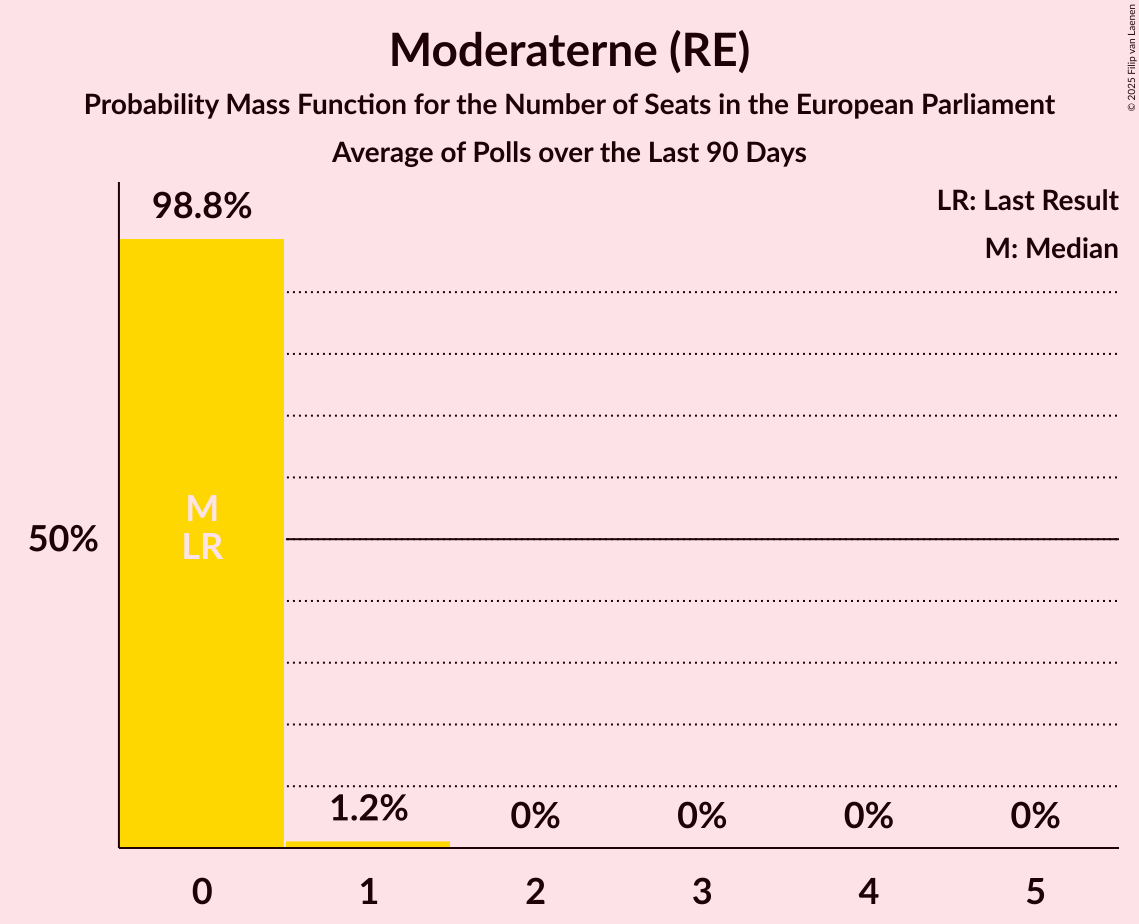 Moderaterne (RE)
Probability Mass Function for the Number of Seats in the European Parliament
Average of Polls over the Last 90 Days
© 2025 Filip van Laenen
LR: Last Result
M: Median
98.8%
M
LR
50%
1.2%
0%
0%
0%
0%
0
1
2
3
4
5